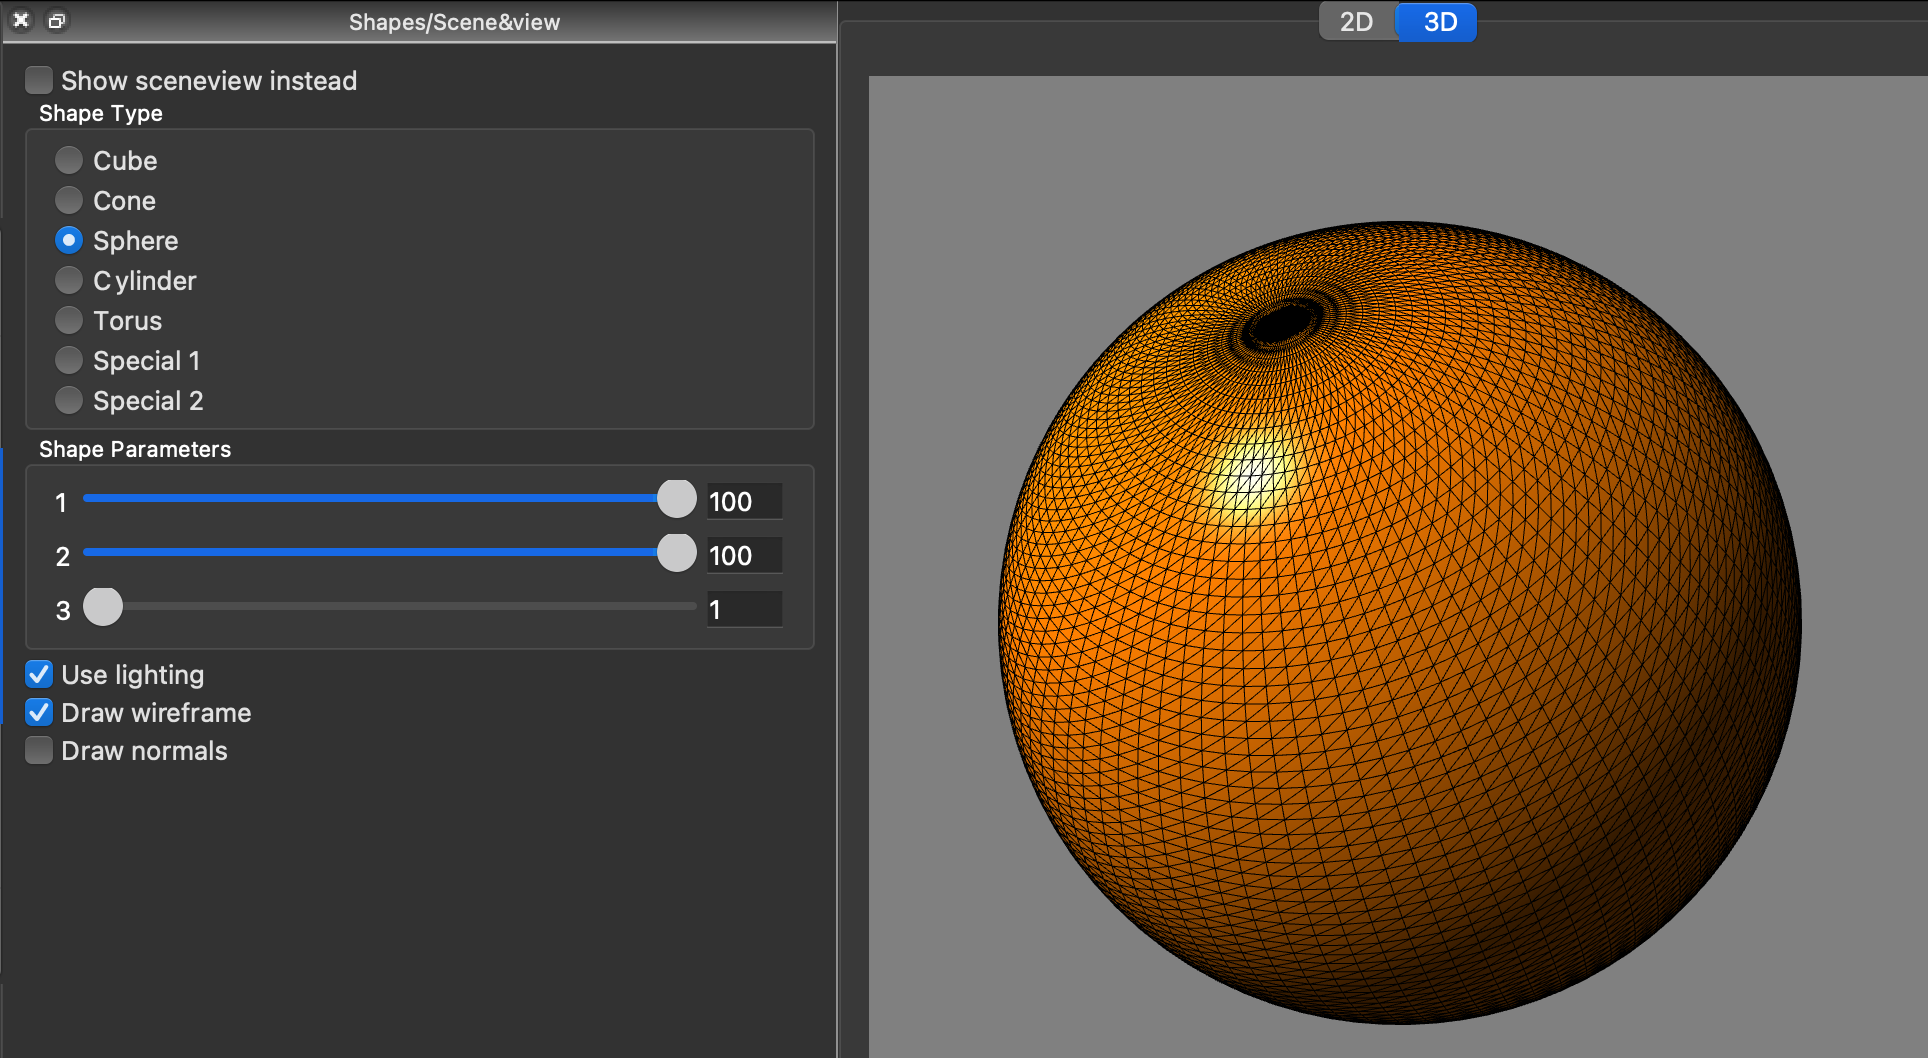 Shapes/Scene&view
2D 3D
Show sceneview instead
Shape Type
Cube
Cone
Sphere
Cylinder
Torus
Special 1
Special 2
Shape Parameters
1 100
2 100
3 1
Use lighting
Draw wireframe
Draw normals